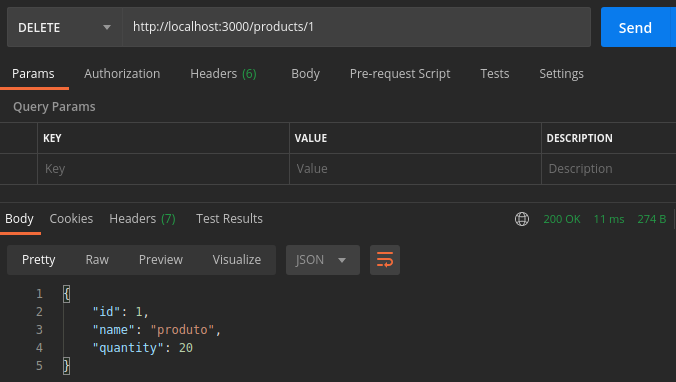 DELETE http://localhost:3000/products/1 Send
Params Authorization Headers (6) Body Pre-request Script Tests Settings
Query Params
KEY VALUE DESCRIPTION
Key Value Description
Body Cookies Headers (7) Test Results 200 OK 11 ms 274 B
Pretty Raw Preview Visualize JSON
1 {
2 "id": 1,
3 "name": "produto",
4 "quantity": 20
5 }